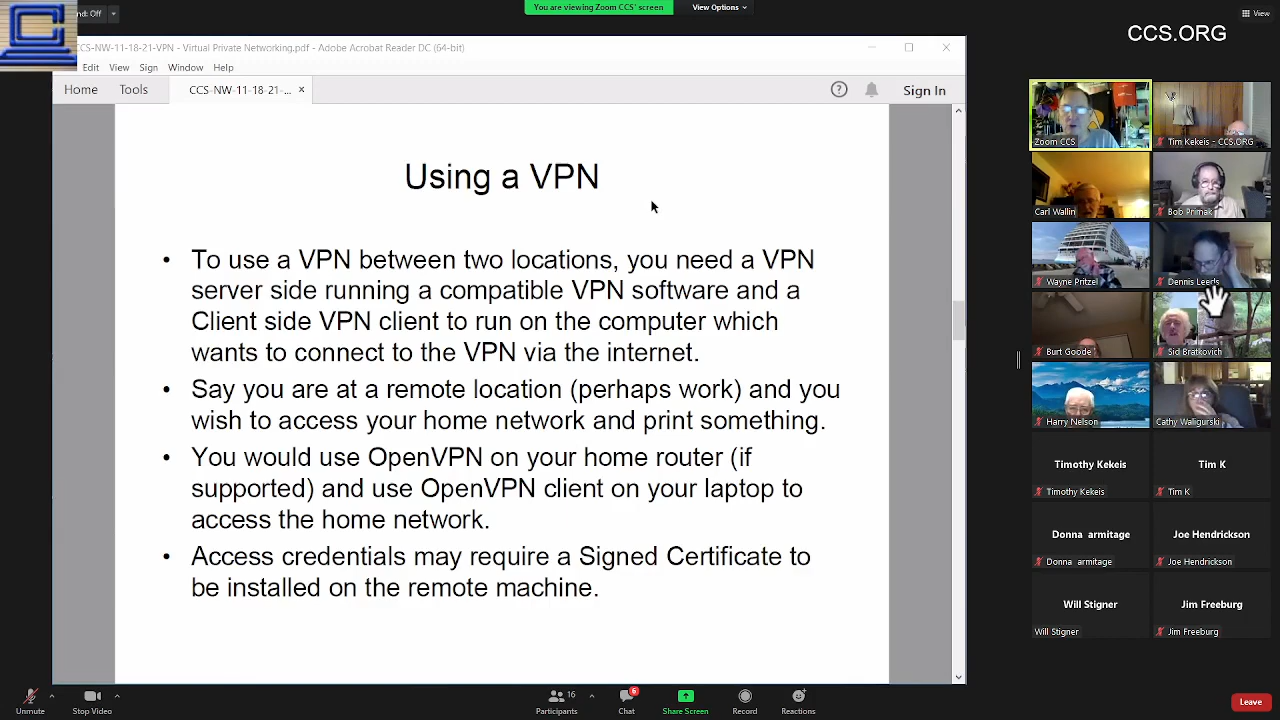 nd: Off
You are viewing Zoom CCS' screen
View Options
View
CCS.ORG
CCS-NW-11-18-21-VPN - Virtual Private Networking.pdf - Adobe Acrobat Reader DC (64-bit)
Edit View Sign Window Help
Home Tools CCS-NW-11-18-21-... × Sign In
Using a VPN
• To use a VPN between two locations, you need a VPN
server side running a compatible VPN software and a
Client side VPN client to run on the computer which
wants to connect to the VPN via the internet.
• Say you are at a remote location (perhaps work) and you
wish to access your home network and print something.
• You would use OpenVPN on your home router (if
supported) and use OpenVPN client on your laptop to
access the home network.
• Access credentials may require a Signed Certificate to
be installed on the remote machine.
Zoom CCS
Tim Kekeis - CCS.ORG
Carl Wallin
Bob Primak
Wayne Pritzel
Dennis Leerds
Burt Goode
Sid Bratkovich
Harry Nelson
Cathy Waligurski
Timothy Kekeis
Timothy Kekeis
Tim K
Tim K
Donna armitage
Donna armitage
Joe Hendrickson
Joe Hendrickson
Will Stigner
Will Stigner
Jim Freeburg
Jim Freeburg
Unmute
Stop Video
16
Participants
6
Chat
Share Screen
Record
Reactions
Leave